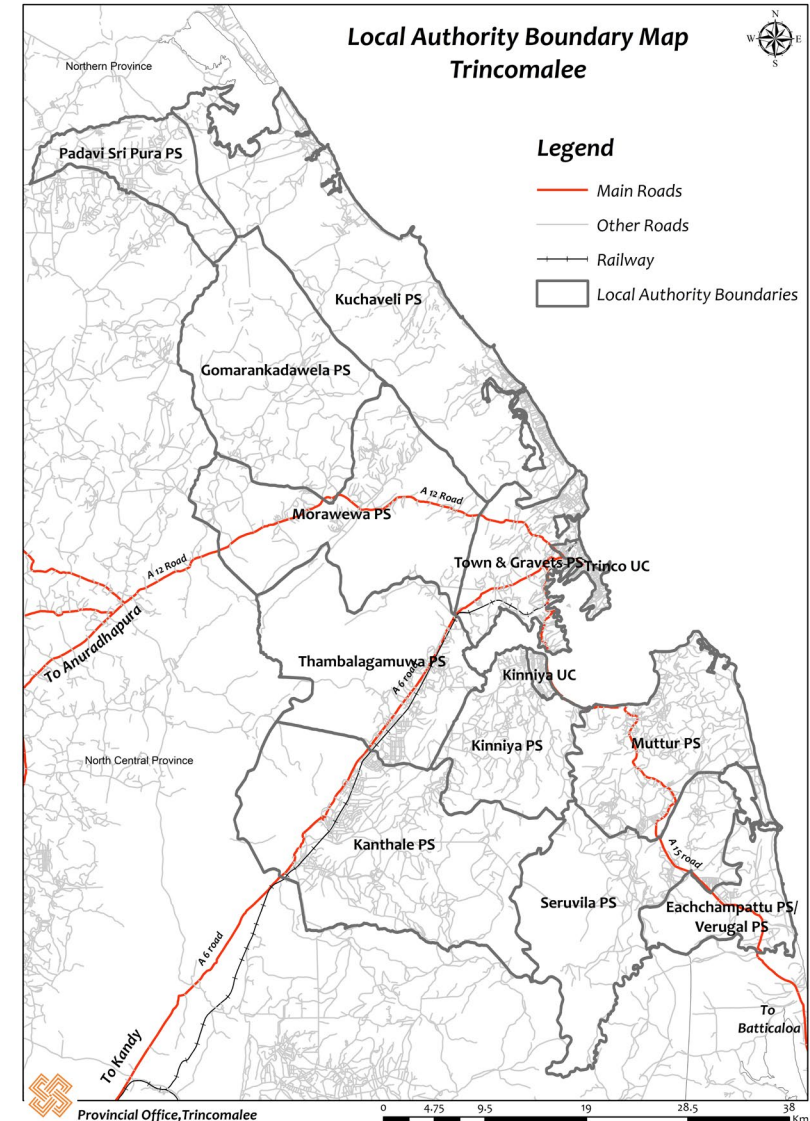 Local Authority Boundary Map
Trincomalee
N
W
E
S
Northern Province
Legend
Main Roads
Other Roads
Railway
Local Authority Boundaries
Padavi Sri Pura PS
Kuchaveli PS
Gomarankadawela PS
A 12 Road
Morawewa PS
A 12 Road
Town & Gravets PS
Trinco UC
To Anuradhapura
Thambalagamuwa PS
A 6 road
Kinniya UC
Kinniya PS
Muttur PS
North Central Province
Kanthale PS
A 15 road
Seruvila PS
Eachchampattu PS/
Verugal PS
A 6 road
To
Batticaloa
To Kandy
Provincial Office,Trincomalee
0 4.75 9.5 19 28.5 38
Km